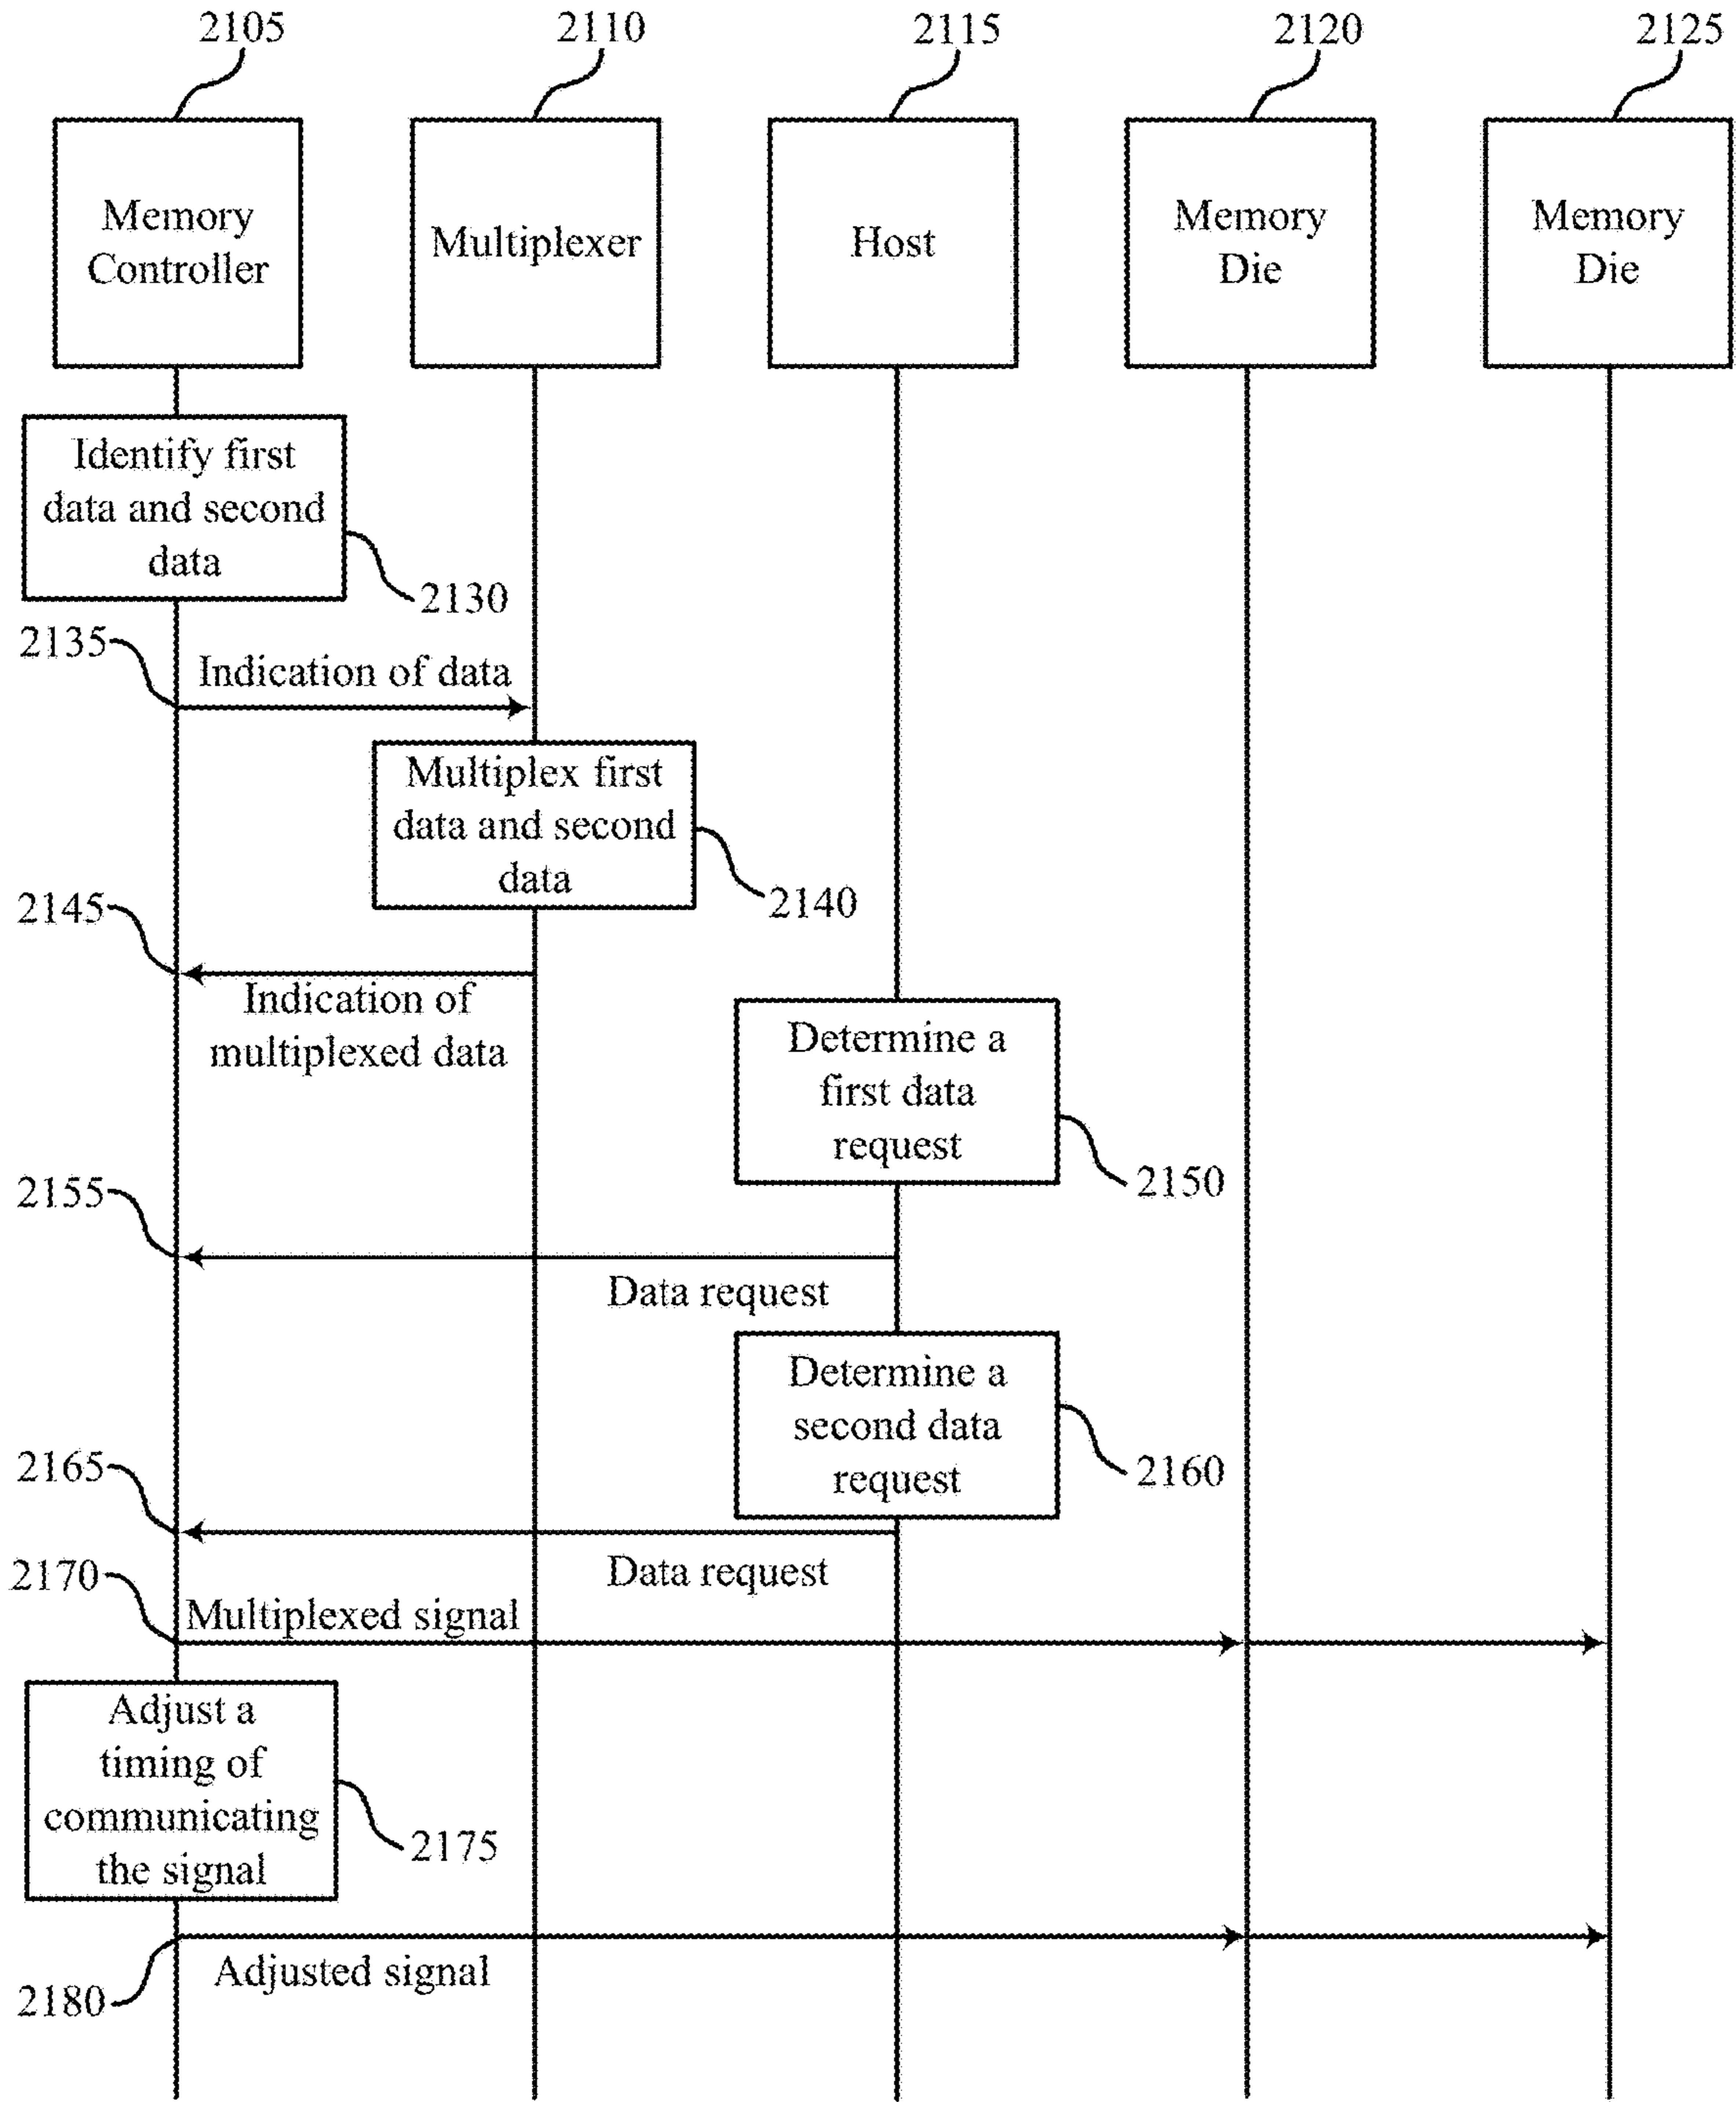 2105
2110
2115
2120
2125
Memory
Controller
Multiplexer
Host
Memory
Die
Memory
Die
Identify first
data and second
data
2130
2135
Indication of data
Multiplex first
data and second
data
2140
2145
Indication of
multiplexed data
Determine a
first data
request
2150
2155
Data request
Determine a
second data
request
2160
2165
Data request
2170
Multiplexed signal
Adjust a
timing of
communicating
the signal
2175
Adjusted signal
2180